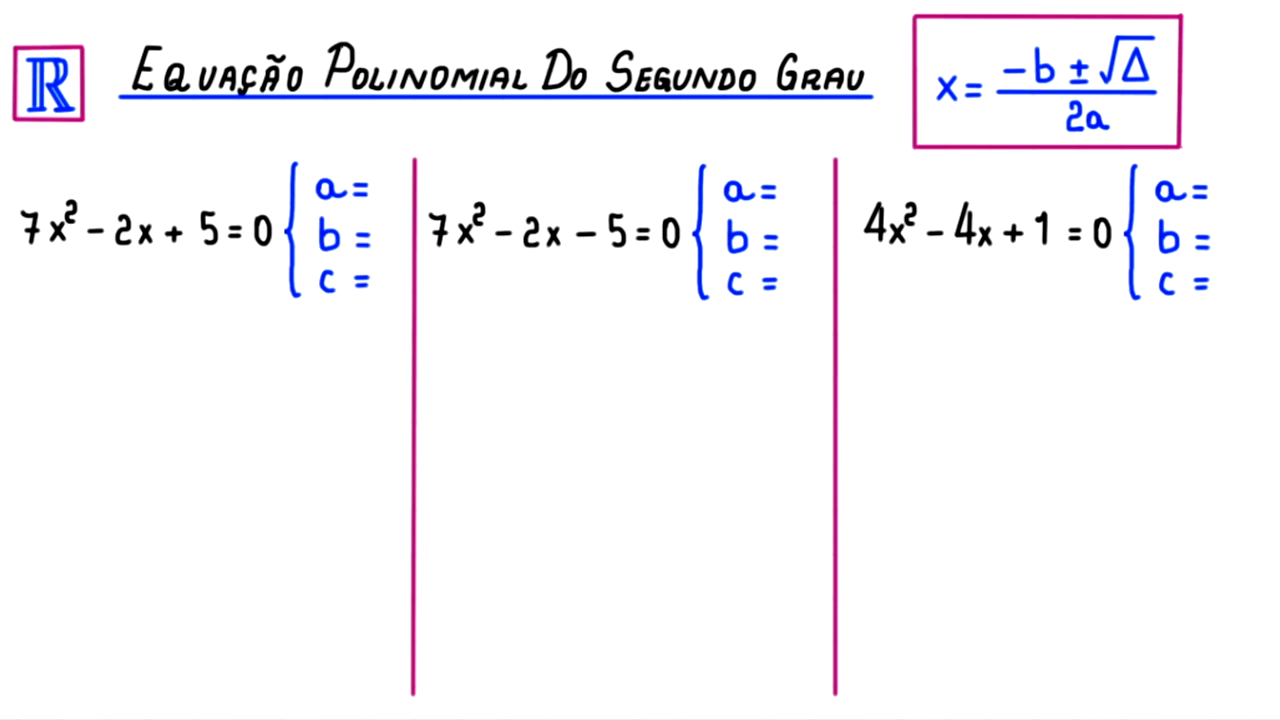 ℝ EQUAÇÃO POLINOMIAL DO SEGUNDO GRAU
x = (-b ± √Δ) / 2a
7x² - 2x + 5 = 0 { a =
b =
c =
7x² - 2x - 5 = 0 { a =
b =
c =
4x² - 4x + 1 = 0 { a =
b =
c =